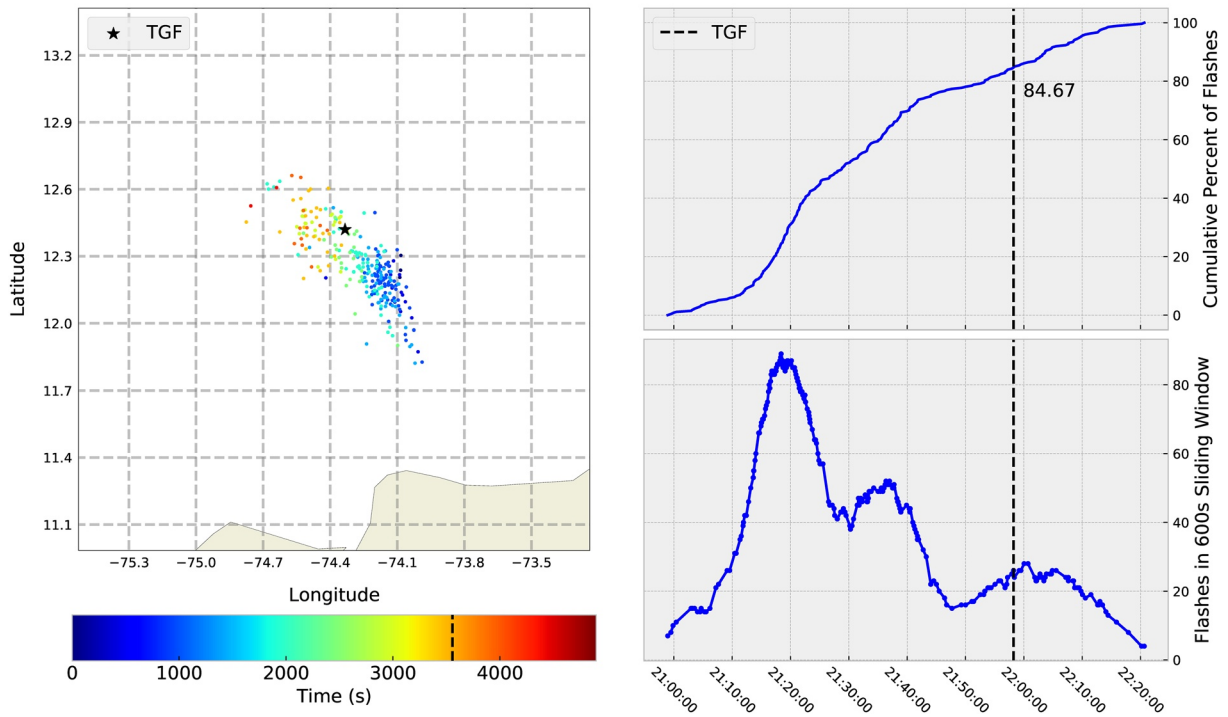 TGF
13.2
12.9
12.6
12.3
12.0
11.7
11.4
11.1
Latitude
−75.3 −75.0 −74.7 −74.4 −74.1 −73.8 −73.5
Longitude
0 1000 2000 3000 4000
Time (s)
TGF
84.67
100
80
60
40
20
0
Cumulative Percent of Flashes
80
60
40
20
0
Flashes in 600s Sliding Window
21:00:00 21:10:00 21:20:00 21:30:00 21:40:00 21:50:00 22:00:00 22:10:00 22:20:00